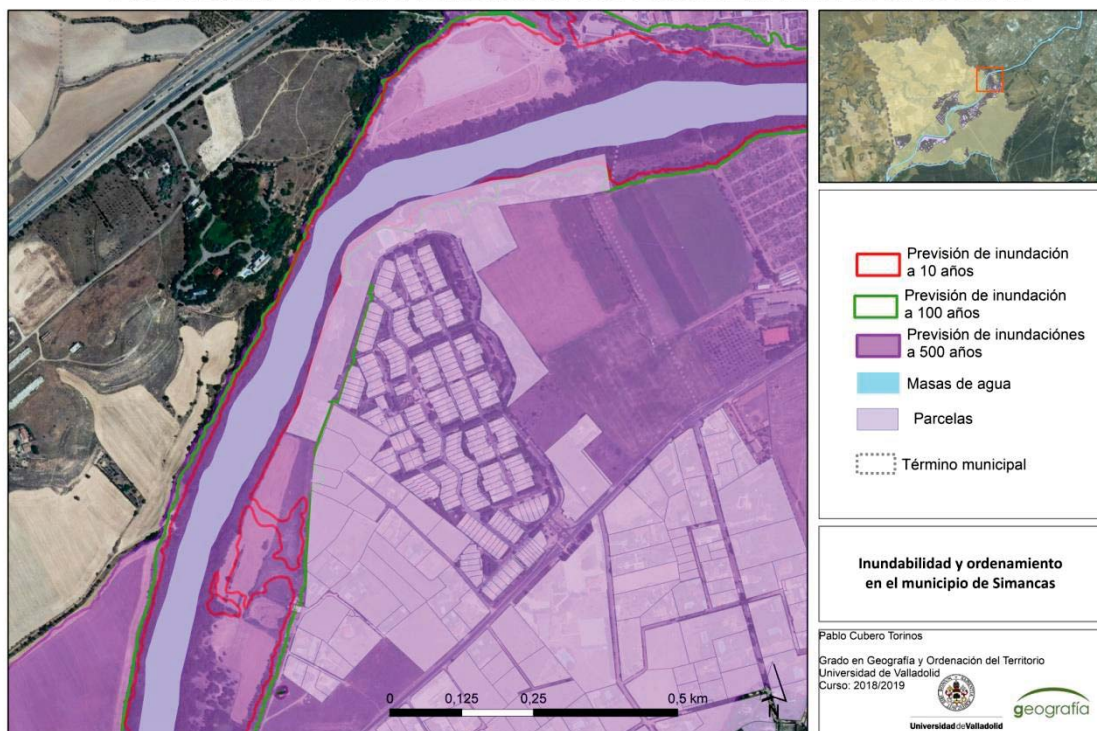 Previsión de inundación
a 10 años
Previsión de inundación
a 100 años
Previsión de inundaciónes
a 500 años
Masas de agua
Parcelas
Término municipal
Inundabilidad y ordenamiento
en el municipio de Simancas
Pablo Cubero Torinos
Grado en Geografía y Ordenación del Territorio
Universidad de Valladolid
Curso: 2018/2019
Universidad de Valladolid
geografía
0 0,125 0,25 0,5 km
N